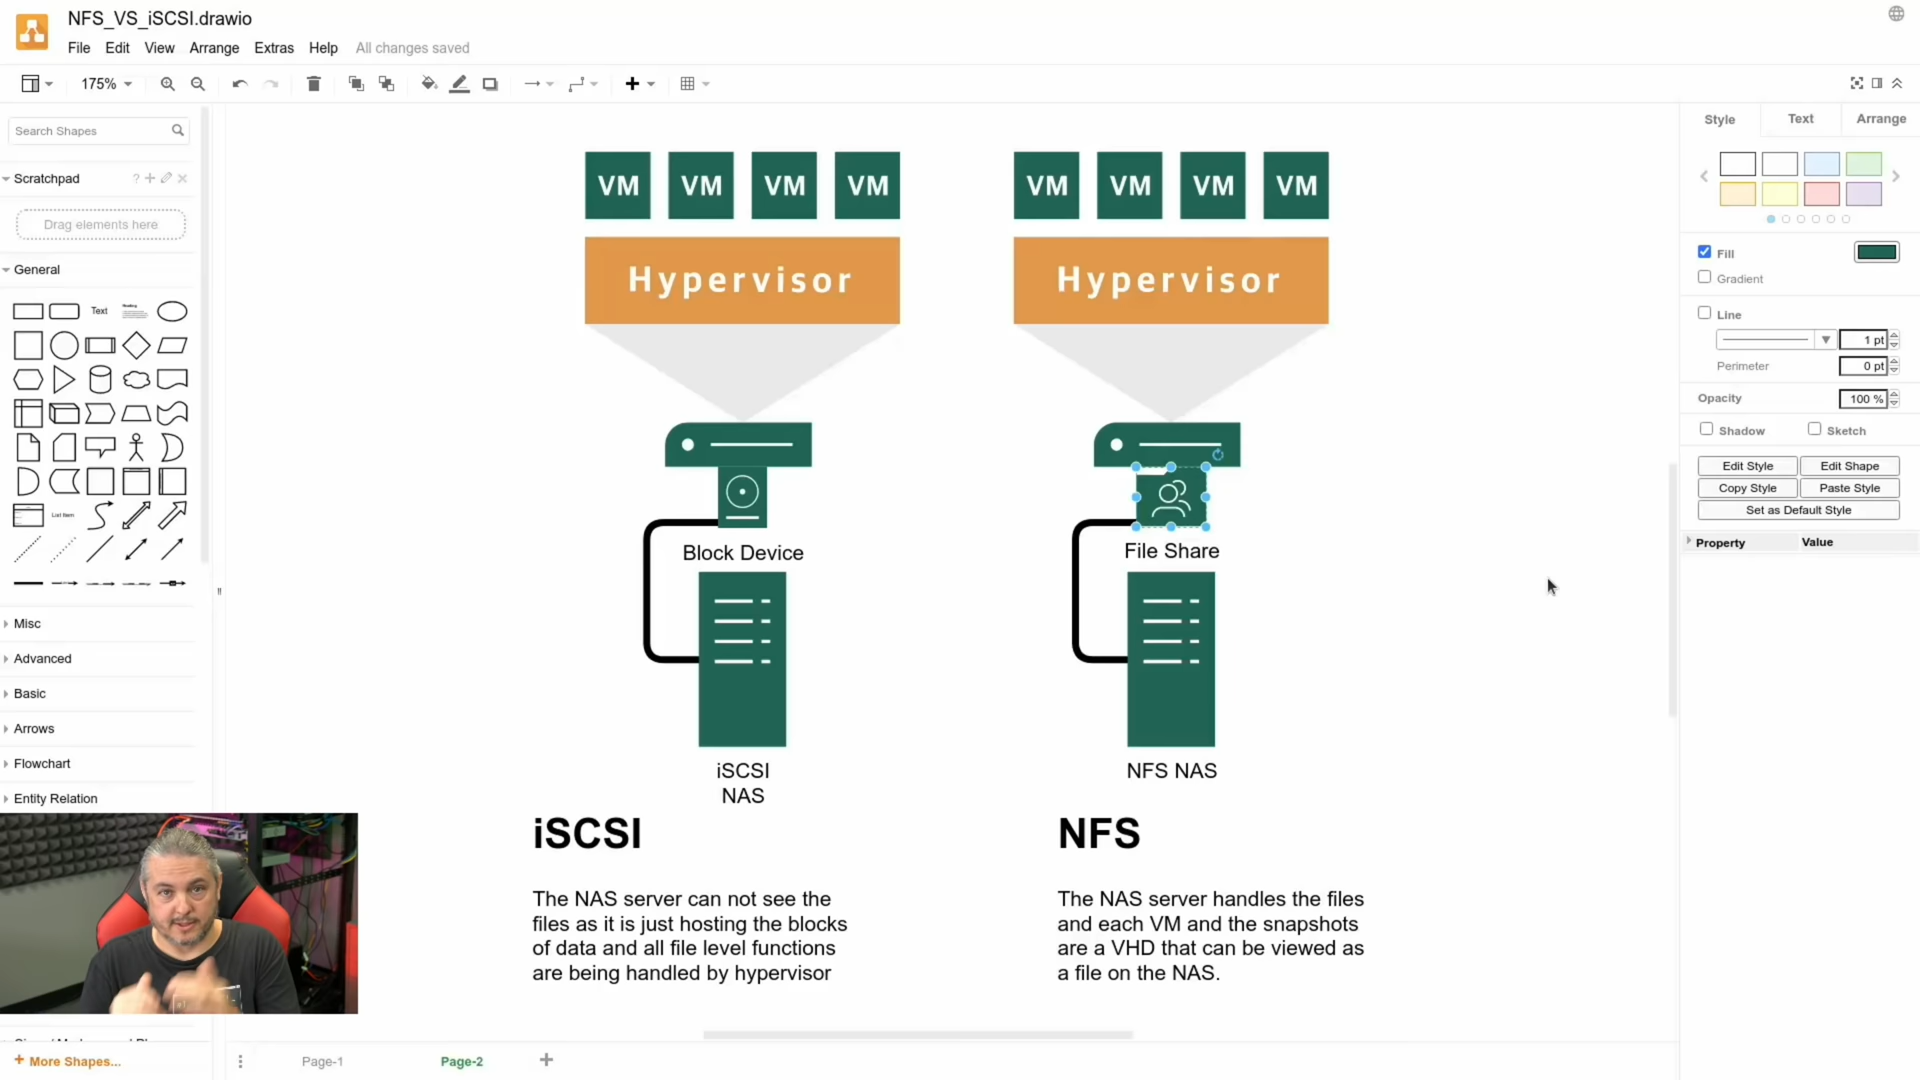 NFS_VS_iSCSI.drawio
File Edit View Arrange Extras Help All changes saved
175%
Search Shapes
Scratchpad ?
Drag elements here
General
Text
List Item
Misc
Advanced
Basic
Arrows
Flowchart
Entity Relation
More Shapes...
VM VM VM VM
Hypervisor
Block Device
iSCSI
NAS
iSCSI
The NAS server can not see the
files as it is just hosting the blocks
of data and all file level functions
are being handled by hypervisor
VM VM VM VM
Hypervisor
File Share
NFS NAS
NFS
The NAS server handles the files
and each VM and the snapshots
are a VHD that can be viewed as
a file on the NAS.
Page-1 Page-2
Style Text Arrange
Fill
Gradient
Line
1 pt
Perimeter 0 pt
Opacity 100 %
Shadow Sketch
Edit Style Edit Shape
Copy Style Paste Style
Set as Default Style
Property Value